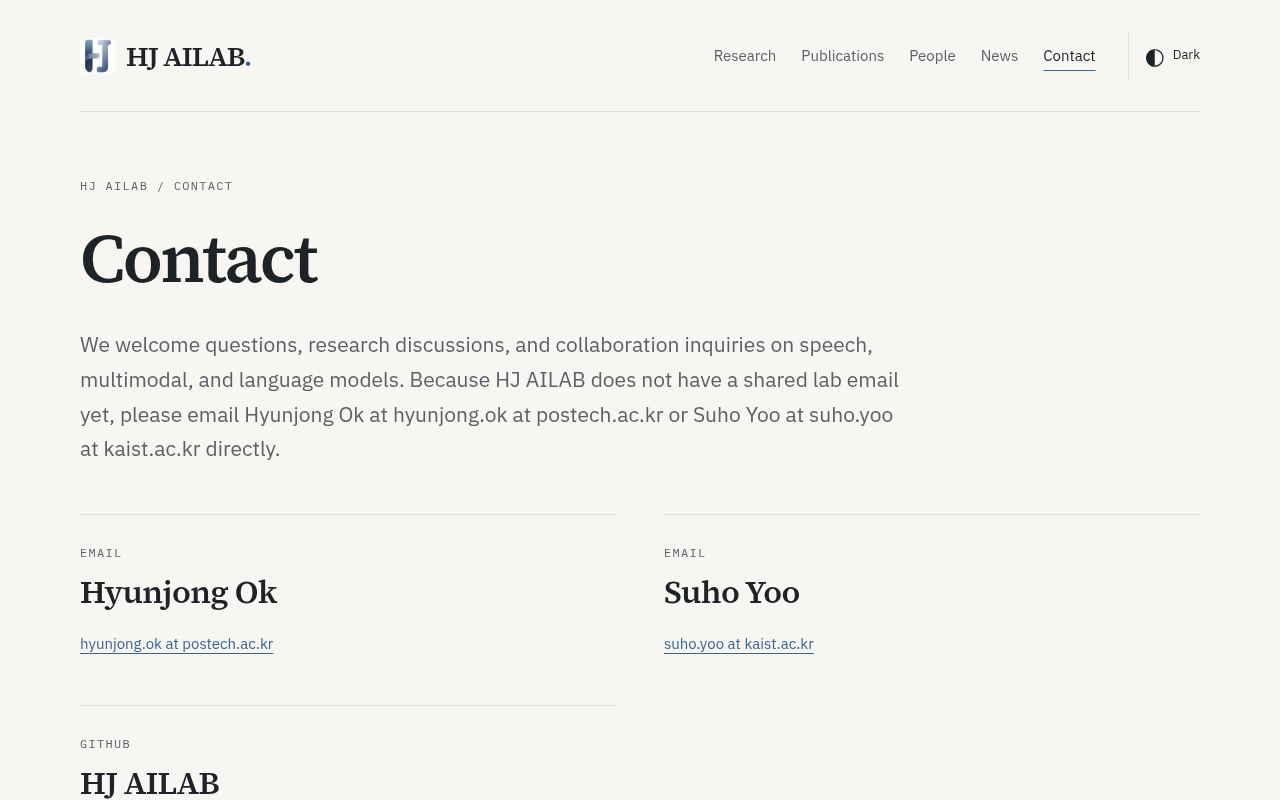 HJ AILAB.
Research
Publications
People
News
Contact
Dark
HJ AILAB / CONTACT
Contact
We welcome questions, research discussions, and collaboration inquiries on speech,
multimodal, and language models. Because HJ AILAB does not have a shared lab email
yet, please email Hyunjong Ok at hyunjong.ok at postech.ac.kr or Suho Yoo at suho.yoo
at kaist.ac.kr directly.
EMAIL
Hyunjong Ok
hyunjong.ok at postech.ac.kr
EMAIL
Suho Yoo
suho.yoo at kaist.ac.kr
GITHUB
HJ AILAB